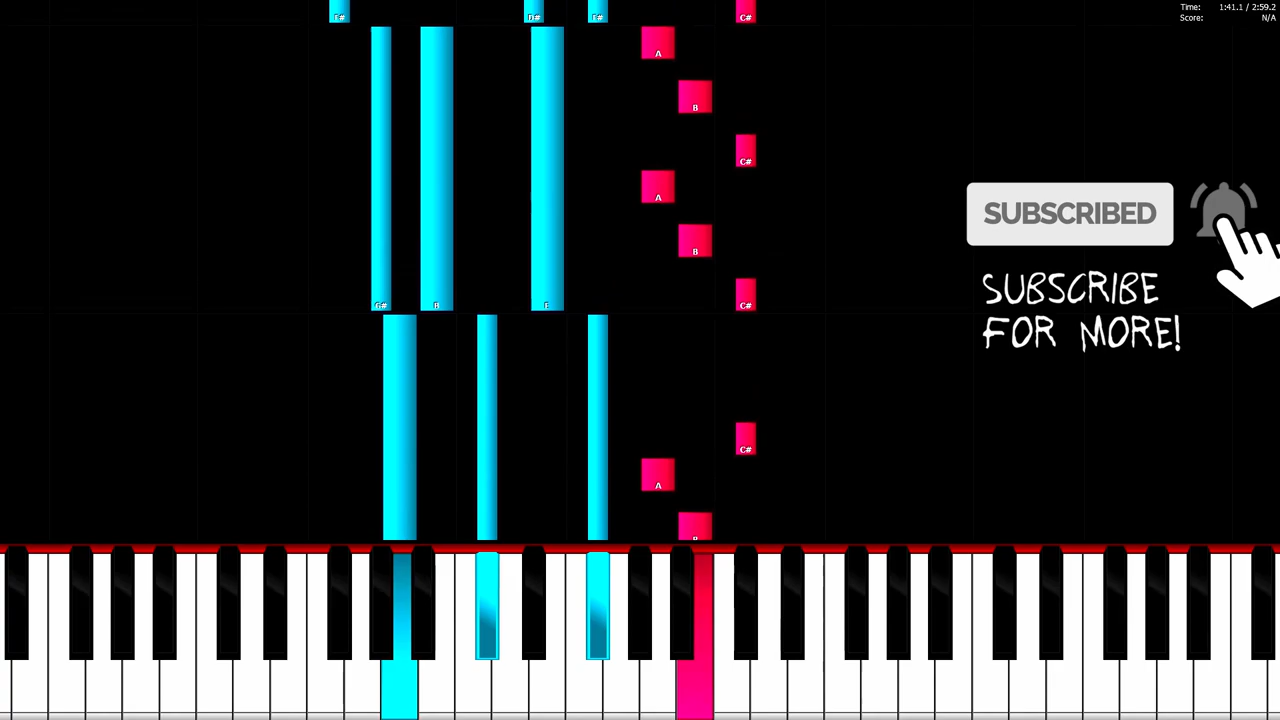 Time: 1:41.1 / 2:59.2
Score: N/A
F# D# F# C#
A
B
C#
A
B
G# B E C#
C#
A
B
SUBSCRIBED
SUBSCRIBE
FOR MORE!